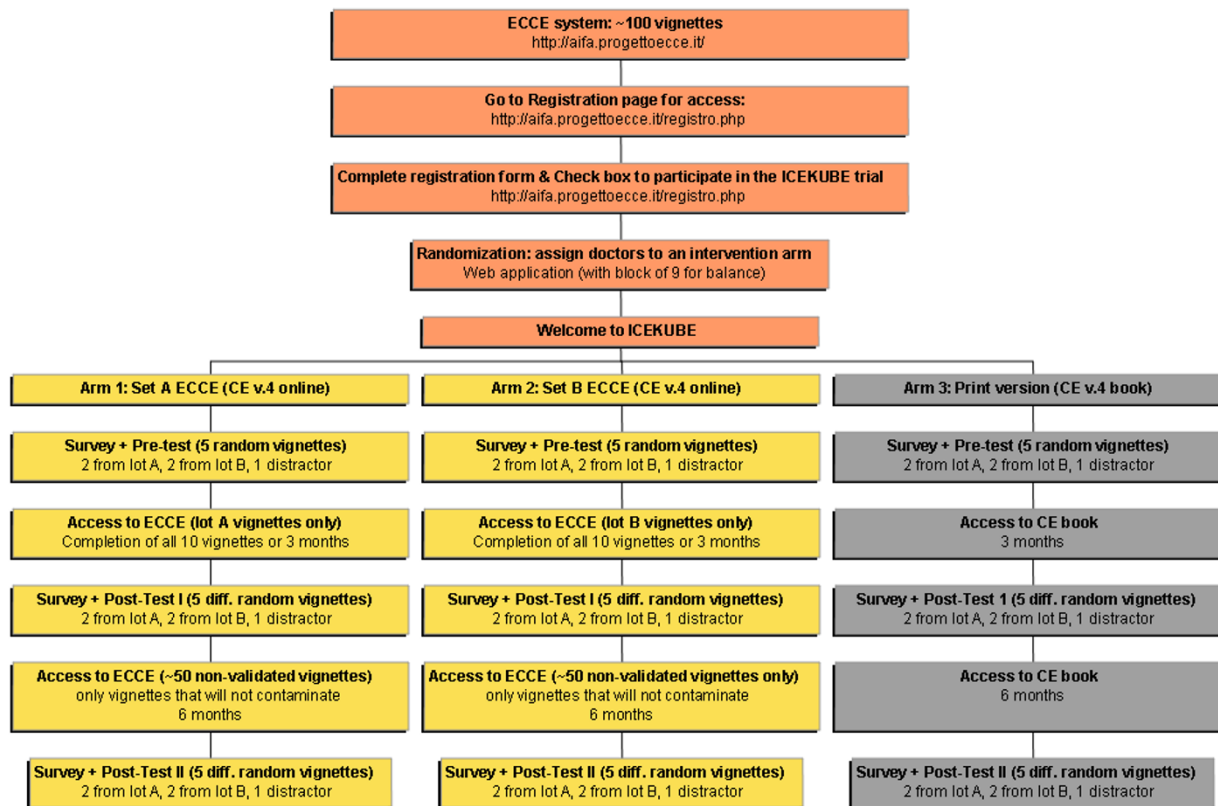 ECCE system: ~100 vignettes
http://aifa.progettoecce.it/
Go to Registration page for access:
http://aifa.progettoecce.it/registro.php
Complete registration form & Check box to participate in the ICEKUBE trial
http://aifa.progettoecce.it/registro.php
Randomization: assign doctors to an intervention arm
Web application (with block of 9 for balance)
Welcome to ICEKUBE
Arm 1: Set A ECCE (CE v.4 online)
Survey + Pre-test (5 random vignettes)
2 from lot A, 2 from lot B, 1 distractor
Access to ECCE (lot A vignettes only)
Completion of all 10 vignettes or 3 months
Survey + Post-Test I (5 diff. random vignettes)
2 from lot A, 2 from lot B, 1 distractor
Access to ECCE (~50 non-validated vignettes)
only vignettes that will not contaminate
6 months
Survey + Post-Test II (5 diff. random vignettes)
2 from lot A, 2 from lot B, 1 distractor
Arm 2: Set B ECCE (CE v.4 online)
Survey + Pre-test (5 random vignettes)
2 from lot A, 2 from lot B, 1 distractor
Access to ECCE (lot B vignettes only)
Completion of all 10 vignettes or 3 months
Survey + Post-Test I (5 diff. random vignettes)
2 from lot A, 2 from lot B, 1 distractor
Access to ECCE (~50 non-validated vignettes only)
only vignettes that will not contaminate
6 months
Survey + Post-Test II (5 diff. random vignettes)
2 from lot A, 2 from lot B, 1 distractor
Arm 3: Print version (CE v.4 book)
Survey + Pre-test (5 random vignettes)
2 from lot A, 2 from lot B, 1 distractor
Access to CE book
3 months
Survey + Post-Test 1 (5 diff. random vignettes)
2 from lot A, 2 from lot B, 1 distractor
Access to CE book
6 months
Survey + Post-Test II (5 diff. random vignettes)
2 from lot A, 2 from lot B, 1 distractor